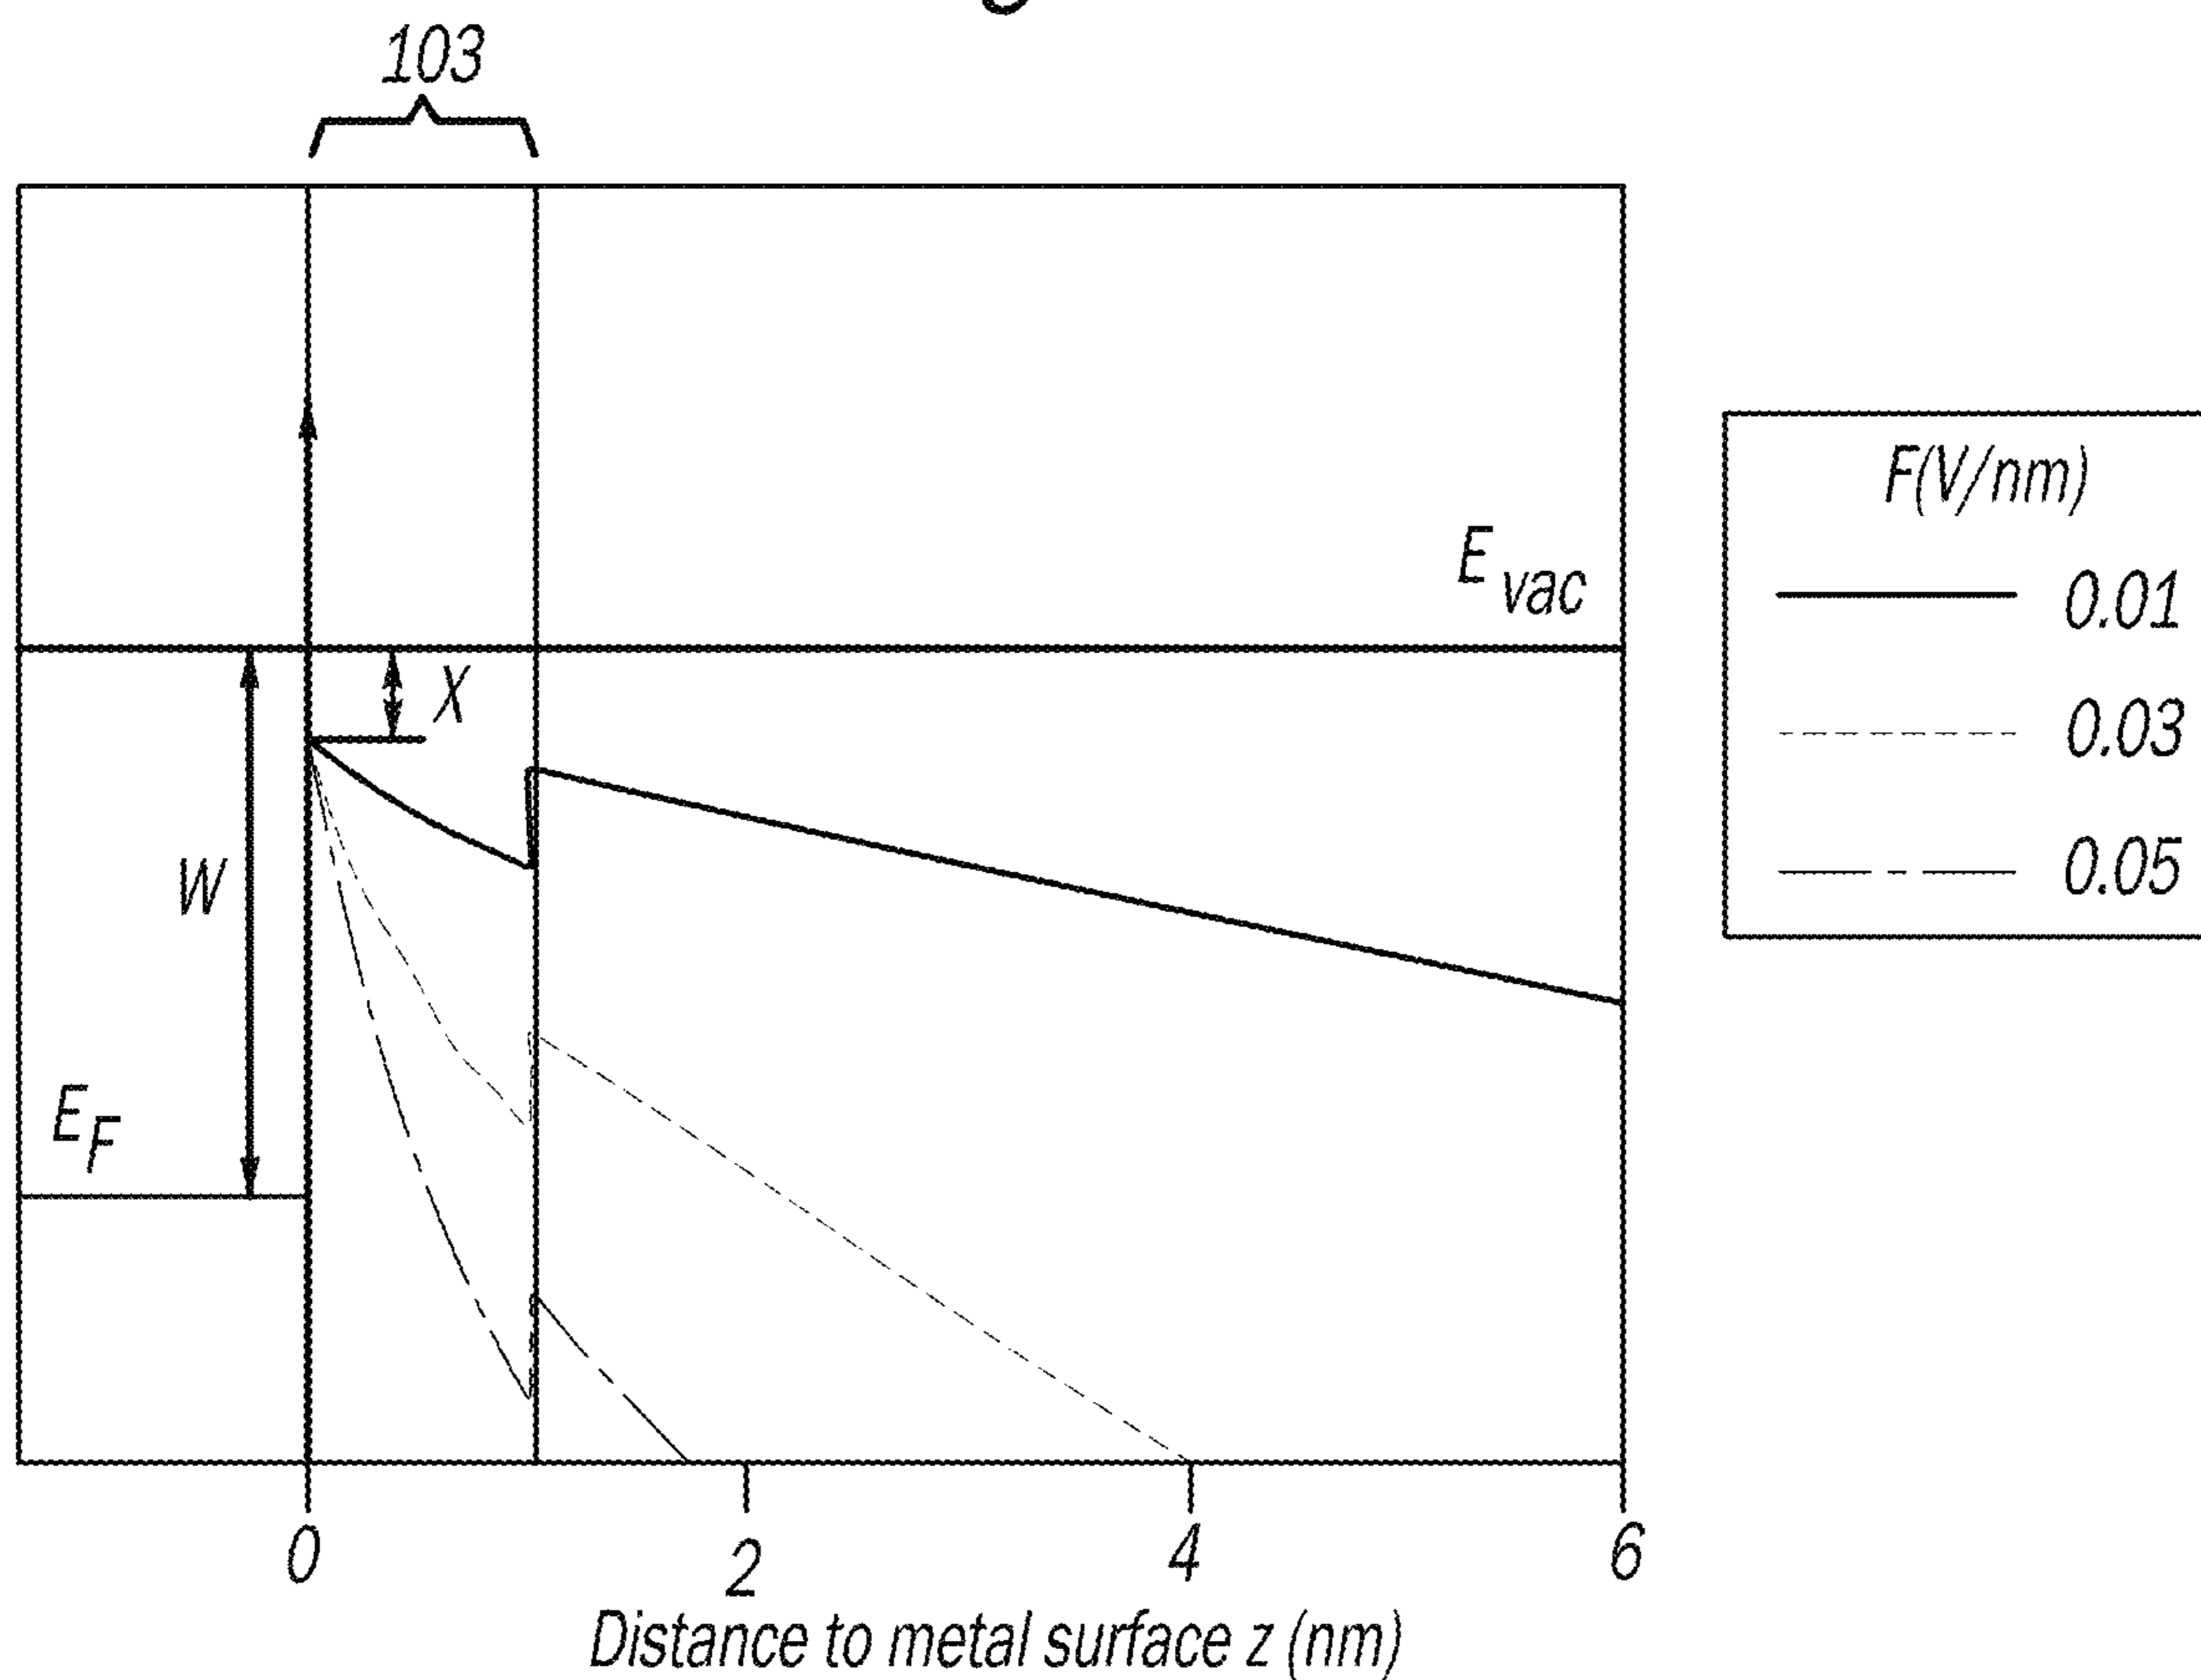 103
E vac
X
W
E F
F(V/nm)
0.01
0.03
0.05
0
2
4
6
Distance to metal surface z (nm)